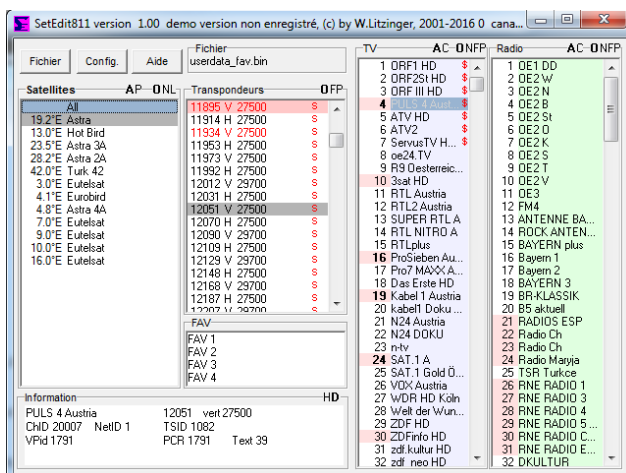 SetEdit811 version 1.00 demo version non enregistré, (c) by W.Litzinger, 2001-2016 0 cana...
Fichier
Config.
Aide
Fichier
userdata_fav.bin
Satellites AP ONL
All
19.2°E Astra
13.0°E Hot Bird
23.5°E Astra 3A
28.2°E Astra 2A
42.0°E Turk 42
3.0°E Eutelsat
4.1°E Eurobird
4.8°E Astra 4A
7.0°E Eutelsat
9.0°E Eutelsat
10.0°E Eutelsat
16.0°E Eutelsat
Transpondeurs OFP
11895 V 27500 S
11914 H 27500 S
11934 V 27500 S
11953 H 27500 S
11973 V 27500 S
11992 H 27500 S
12012 V 29700 S
12031 H 27500 S
12051 V 27500 S
12070 H 27500 S
12090 V 29700 S
12109 H 27500 S
12129 V 29700 S
12148 H 27500 S
12168 V 29700 S
12187 H 27500 S
12207 V 29700 S
FAV
FAV 1
FAV 2
FAV 3
FAV 4
Information HD
PULS 4 Austria 12051 vert 27500
ChID 20007 NetID 1 TSID 1082
VPid 1791 PCR 1791 Text 39
TV AC ONFP
1 ORF1 HD $
2 ORF2St HD $
3 ORF III HD $
4 PULS 4 Aust... $
5 ATV HD $
6 ATV2 $
7 ServusTV H... $
8 oe24.TV
9 R9 Oesterreic...
10 3sat HD
11 RTL Austria
12 RTL2 Austria
13 SUPER RTL A
14 RTL NITRO A
15 RTLplus
16 ProSieben Au...
17 Pro7 MAXX A...
18 Das Erste HD
19 Kabel 1 Austria
20 kabel1 Doku ...
21 N24 Austria
22 N24 DOKU
23 n-tv
24 SAT.1 A
25 SAT.1 Gold Ö...
26 VOX Austria
27 WDR HD Köln
28 Welt der Wun...
29 ZDF HD
30 ZDFinfo HD
31 zdf.kultur HD
32 zdf_neo HD
Radio AC ONFP
1 OE1 DD
2 OE2 W
3 OE2 N
4 OE2 B
5 OE2 St
6 OE2 O
7 OE2 K
8 OE2 S
9 OE2 T
10 OE2 V
11 OE3
12 FM4
13 ANTENNE BA...
14 ROCK ANTEN...
15 BAYERN plus
16 Bayern 1
17 Bayern 2
18 BAYERN 3
19 BR-KLASSIK
20 B5 aktuell
21 RADIOS ESP
22 Radio Ch
23 Radio Ch
24 Radio Maryja
25 TSR Turkce
26 RNE RADIO 1
27 RNE RADIO 3
28 RNE RADIO 4
29 RNE RADIO 5 ...
30 RNE RADIO C...
31 RNE RADIO E...
32 DKULTUR